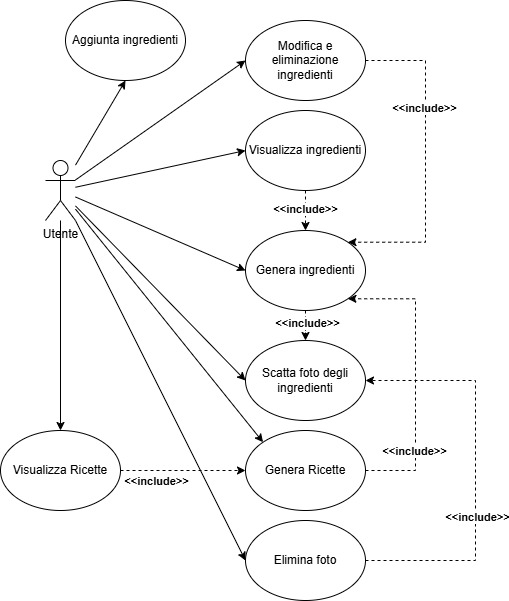 Aggiunta ingredienti
Modifica e
eliminazione
ingredienti
<<include>>
Visualizza ingredienti
<<include>>
Utente
Genera ingredienti
<<include>>
Scatta foto degli
ingredienti
<<include>>
Visualizza Ricette
<<include>>
Genera Ricette
<<include>>
Elimina foto